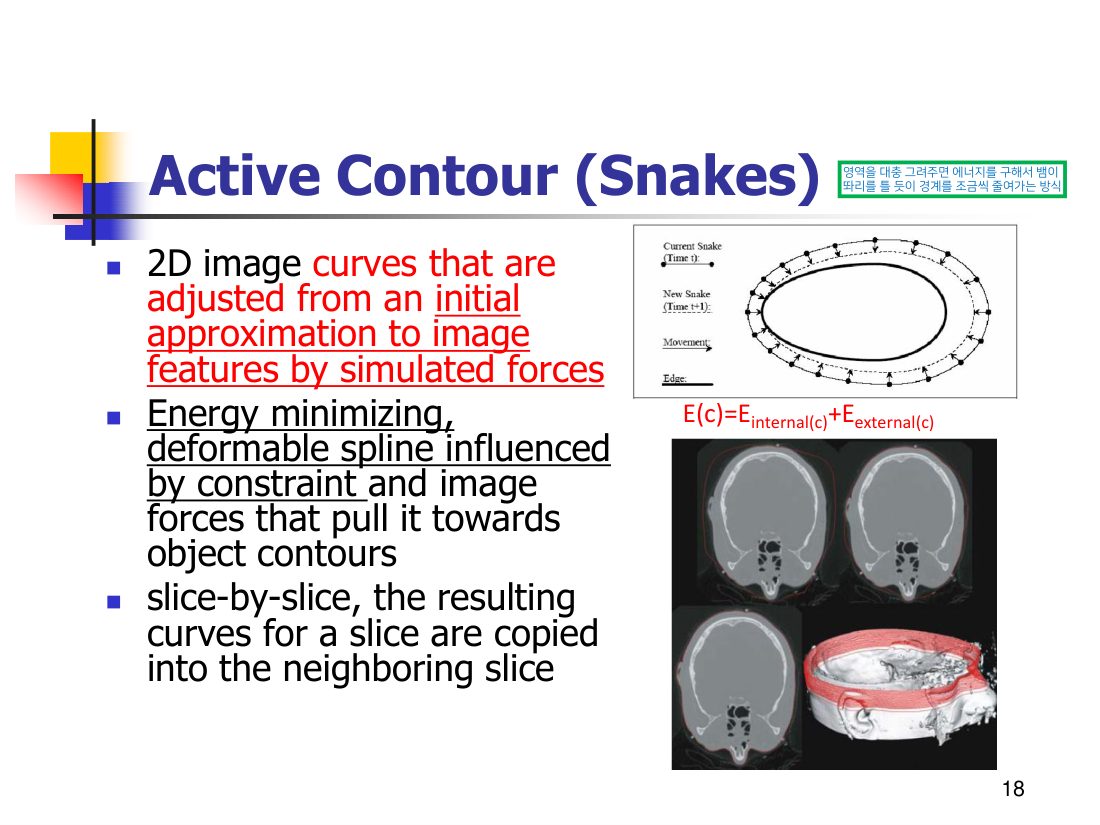 Active Contour (Snakes)
영역을 대충 그려주면 에너지를 구해서 뱀이
똬리를 틀 듯이 경계를 조금씩 줄여가는 방식
2D image curves that are
adjusted from an initial
approximation to image
features by simulated forces
Energy minimizing,
deformable spline influenced
by constraint and image
forces that pull it towards
object contours
slice-by-slice, the resulting
curves for a slice are copied
into the neighboring slice
Current Snake
(Time t):
New Snake
(Time t+1):
Movement:
Edge:
E(c)=Einternal(c)+Eexternal(c)
18